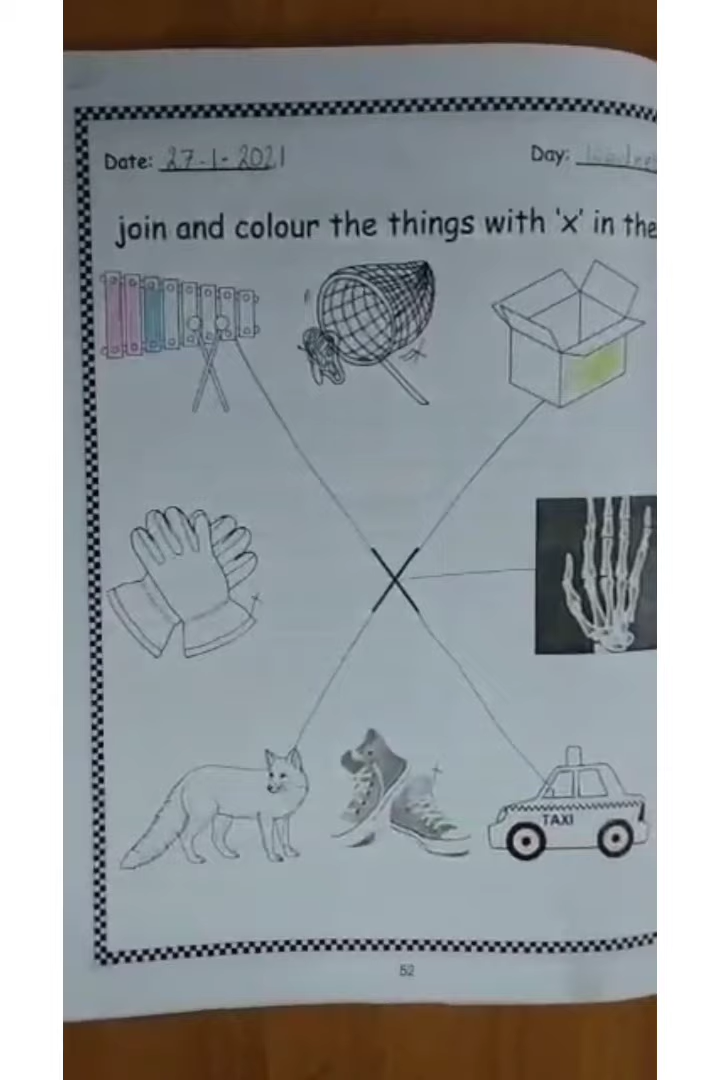 Date: 27-1-2021 Day:
join and colour the things with 'x' in the
x
TAXI
52